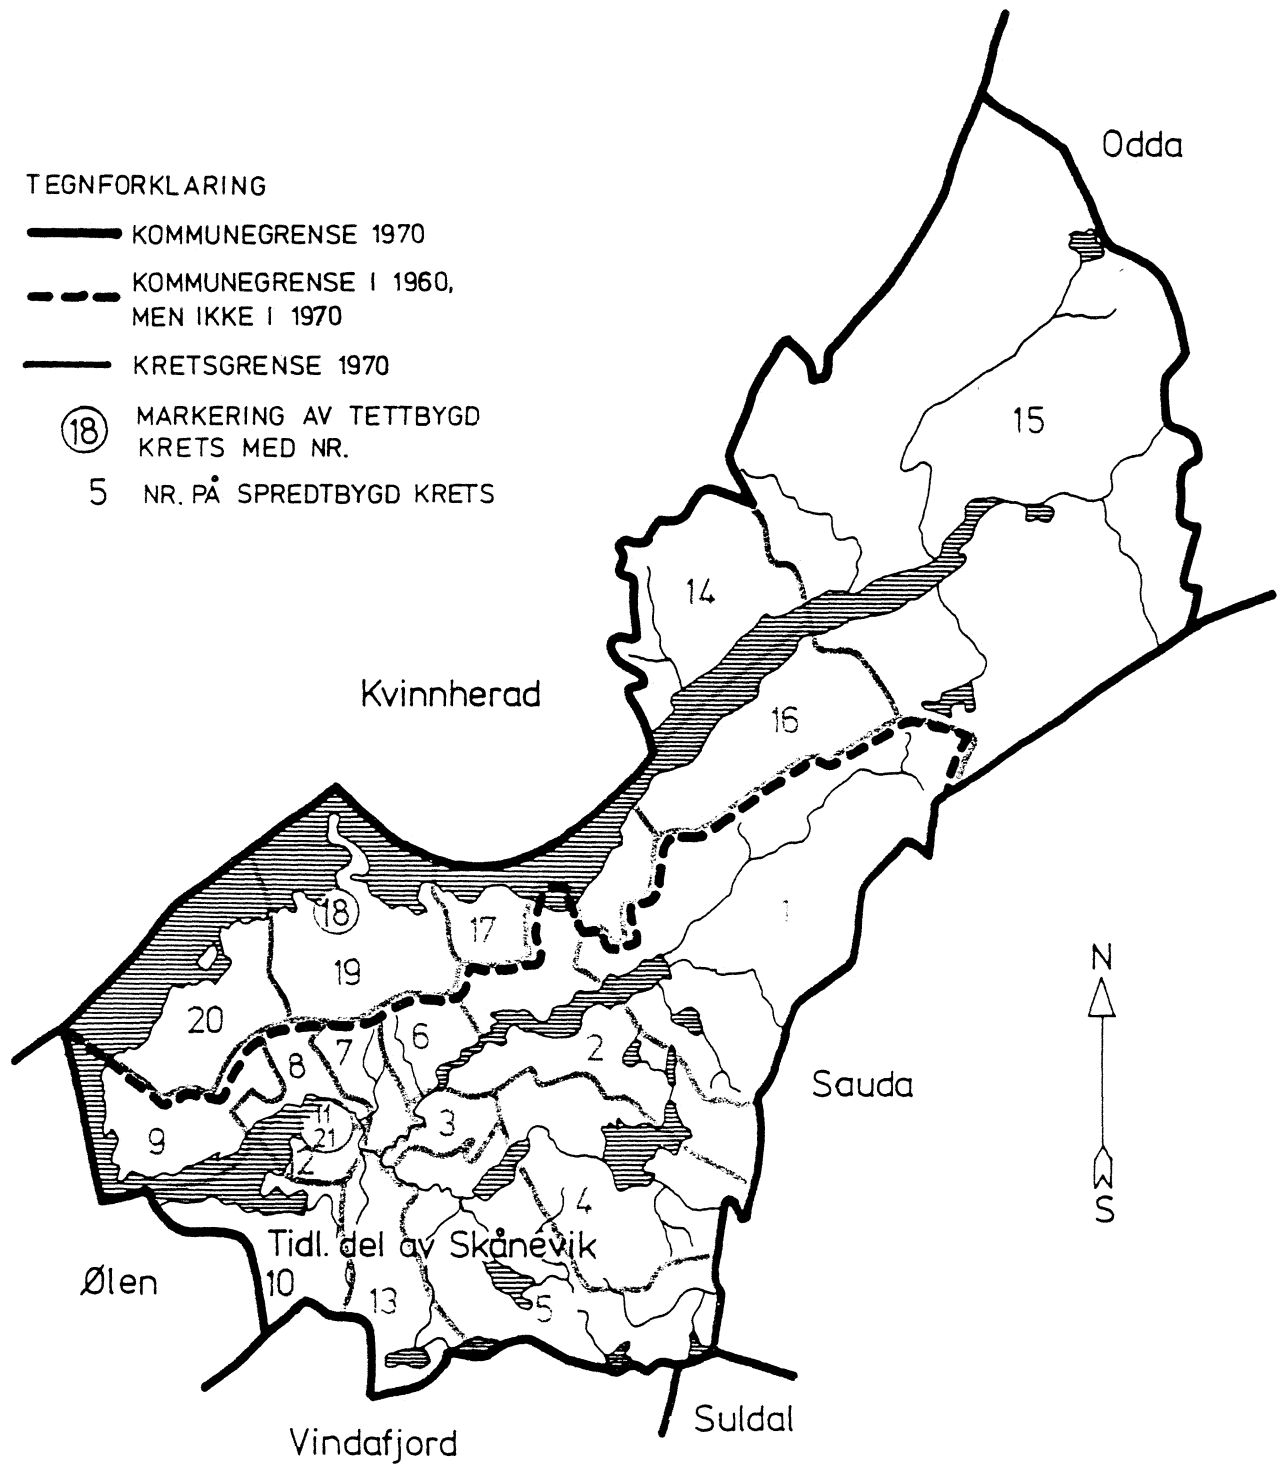 Odda
TEGNFORKLARING
KOMMUNEGRENSE 1970
KOMMUNEGRENSE I 1960,
MEN IKKE I 1970
KRETSGRENSE 1970
18 MARKERING AV TETTBYGD
KRETS MED NR.
5 NR. PÅ SPREDTBYGD KRETS
15
14
Kvinnherad
16
18
17
1
19
N
20
6
7
2
8
Sauda
11
3
9
21
12
4
S
Tidl. del av Skånevik
Ølen
10
13
5
Suldal
Vindafjord